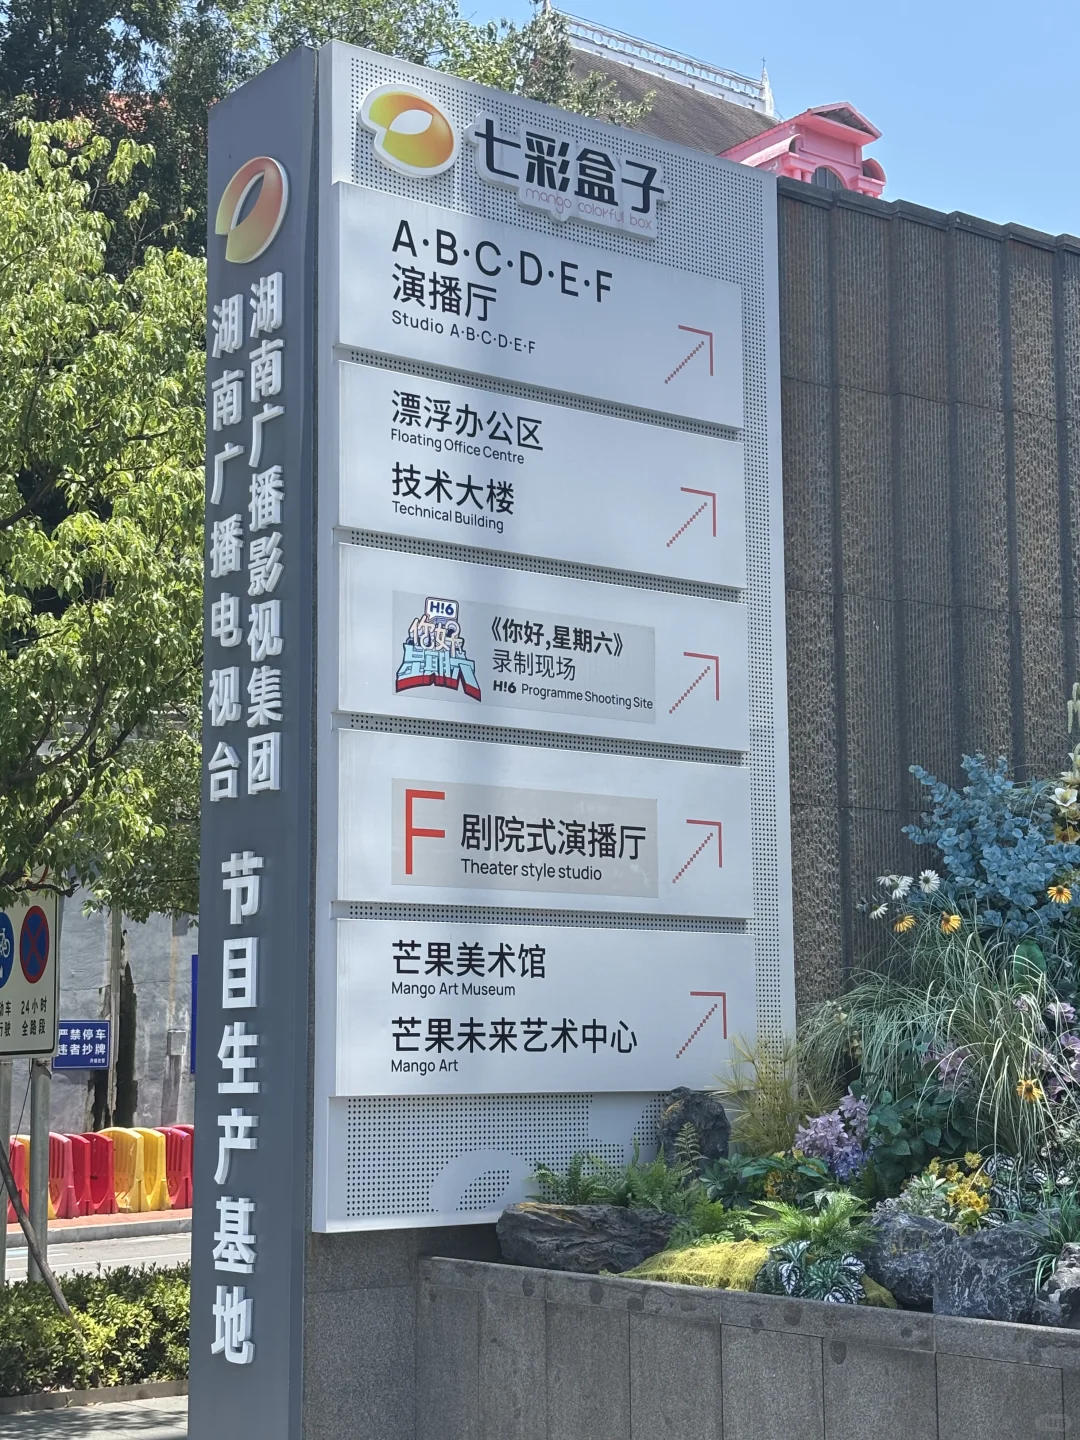 湖南广播影视集团
湖南广播电视台
节目生产基地
七彩盒子
mango colorful box
A·B·C·D·E·F
演播厅
Studio A·B·C·D·E·F
漂浮办公区
Floating Office Centre
技术大楼
Technical Building
H!6
你好
星期六
《你好,星期六》
录制现场
H!6 Programme Shooting Site
F 剧院式演播厅
Theater style studio
芒果美术馆
Mango Art Museum
芒果未来艺术中心
Mango Art
24小时
全路段
严禁停车
违者抄牌